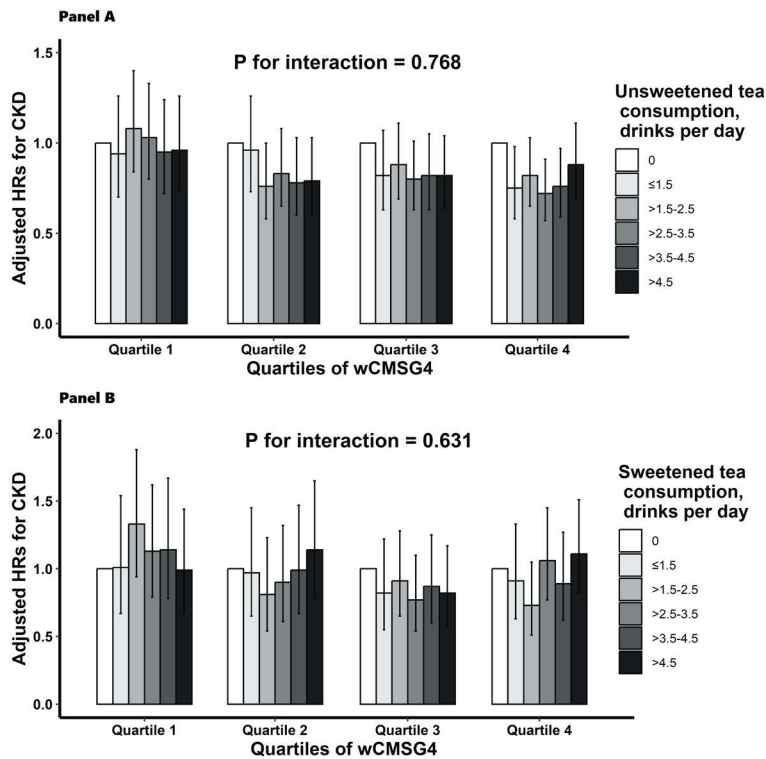 Panel A
P for interaction = 0.768
1.5
1.0
0.5
0.0
Adjusted HRs for CKD
Quartile 1
Quartile 2
Quartile 3
Quartile 4
Quartiles of wCMSG4
Unsweetened tea
consumption,
drinks per day
0
≤1.5
>1.5-2.5
>2.5-3.5
>3.5-4.5
>4.5
Panel B
P for interaction = 0.631
2.0
1.5
1.0
0.5
0.0
Adjusted HRs for CKD
Quartile 1
Quartile 2
Quartile 3
Quartile 4
Quartiles of wCMSG4
Sweetened tea
consumption,
drinks per day
0
≤1.5
>1.5-2.5
>2.5-3.5
>3.5-4.5
>4.5